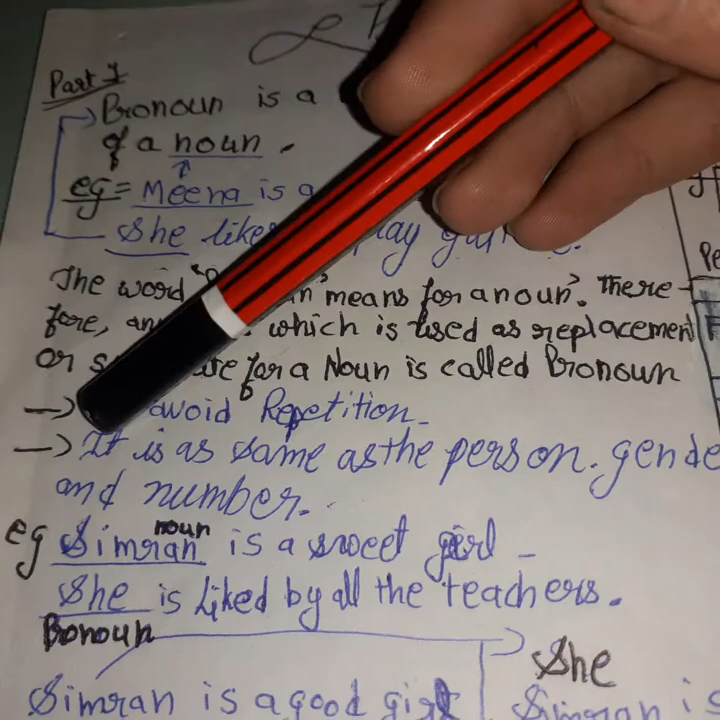 Part 1
Pronoun is a
of a noun.
eg = Meena is a
She like play
The word means for a noun'. There-
fore, which is used as replacement
or for a Noun is called Pronoun
→ avoid Repetition.
→ It is as same as the person. gende
and number.
noun
eg Simran is a sweet girl -
She is liked by all the teachers.
Pronoun
She
Simran is a good girl
Simran is